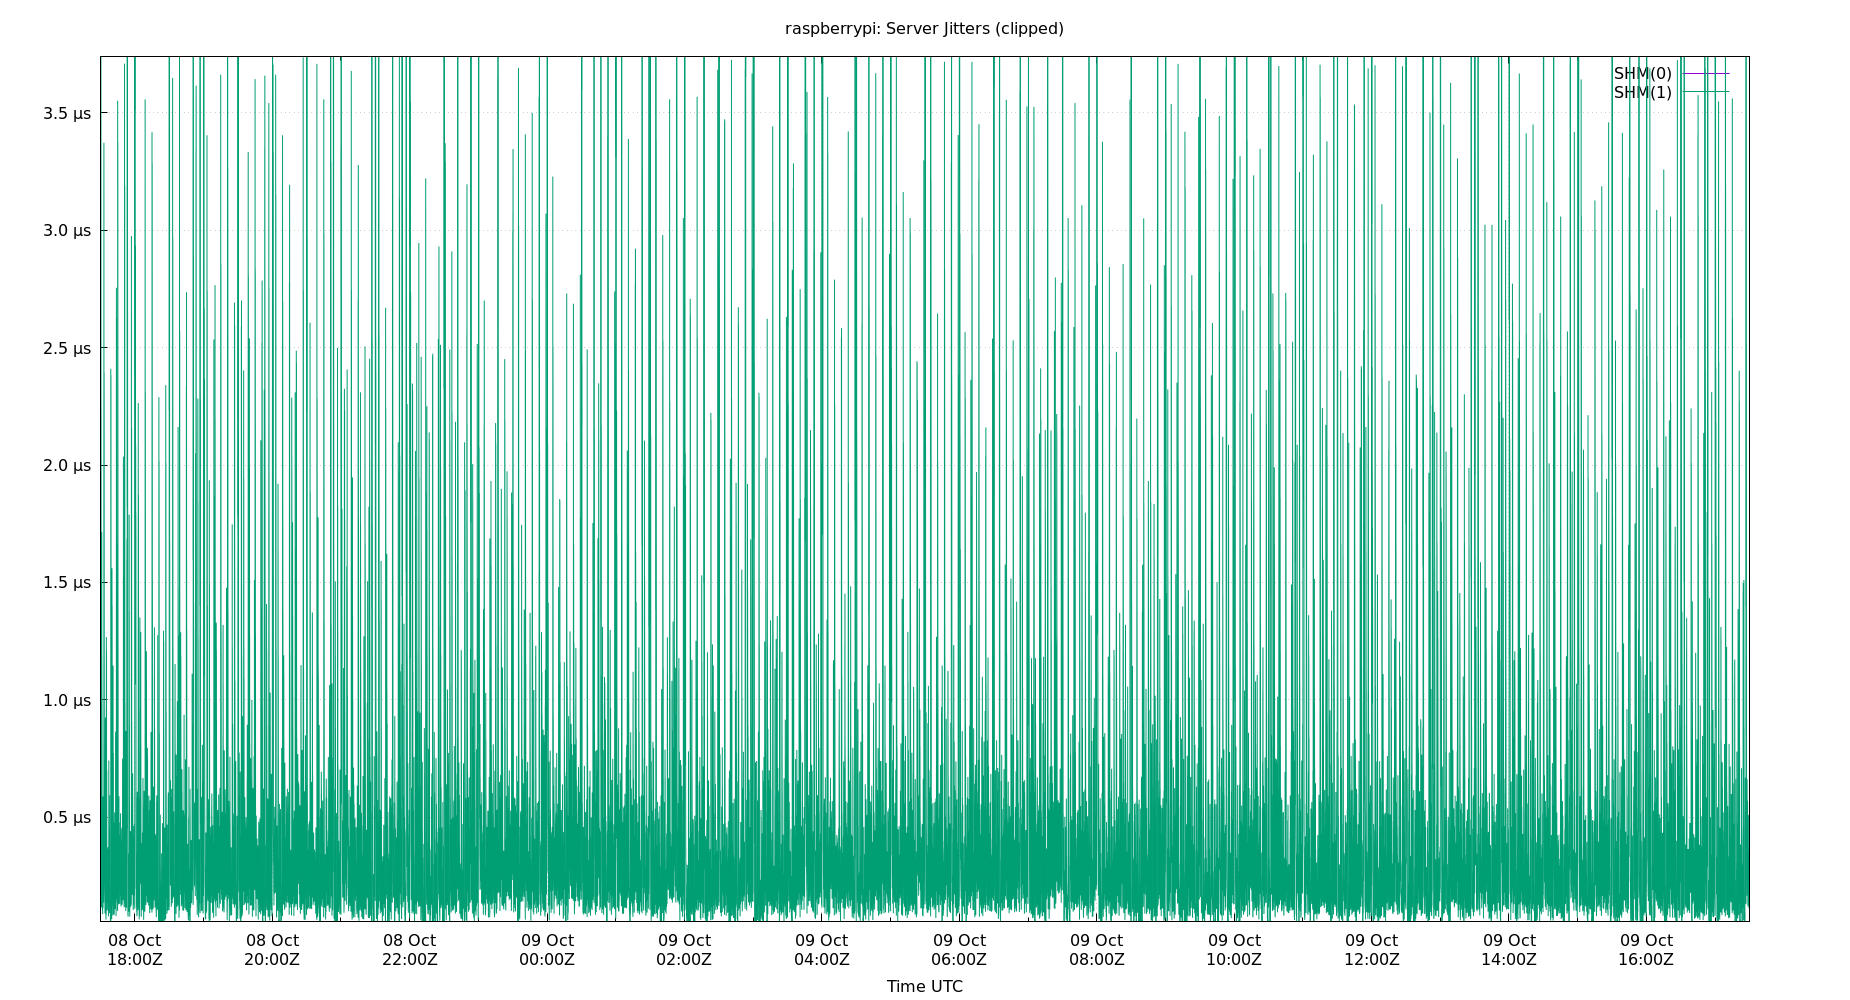 raspberrypi: Server Jitters (clipped)
SHM(0)
SHM(1)
3.5 µs
3.0 µs
2.5 µs
2.0 µs
1.5 µs
1.0 µs
0.5 µs
08 Oct 08 Oct 08 Oct 09 Oct 09 Oct 09 Oct 09 Oct 09 Oct 09 Oct 09 Oct 09 Oct 09 Oct
18:00Z 20:00Z 22:00Z 00:00Z 02:00Z 04:00Z 06:00Z 08:00Z 10:00Z 12:00Z 14:00Z 16:00Z
Time UTC